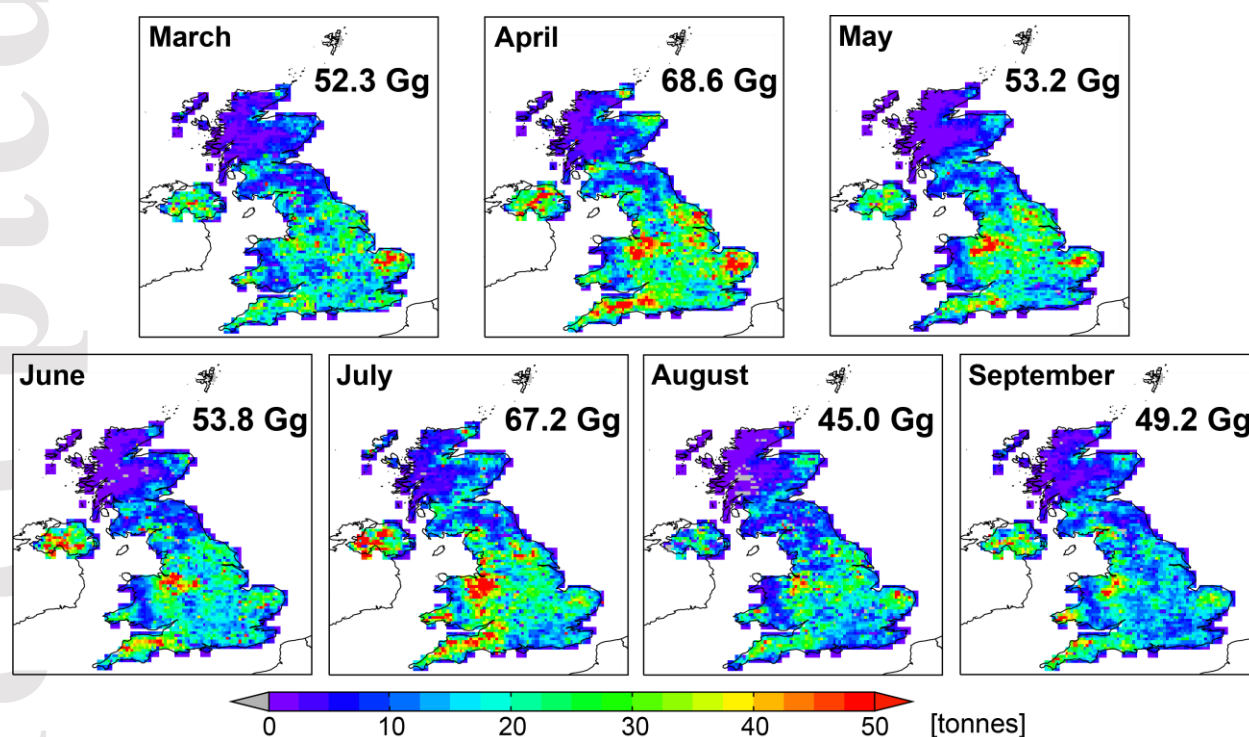 March
52.3 Gg
April
68.6 Gg
May
53.2 Gg
June
53.8 Gg
July
67.2 Gg
August
45.0 Gg
September
49.2 Gg
0 10 20 30 40 50 [tonnes]